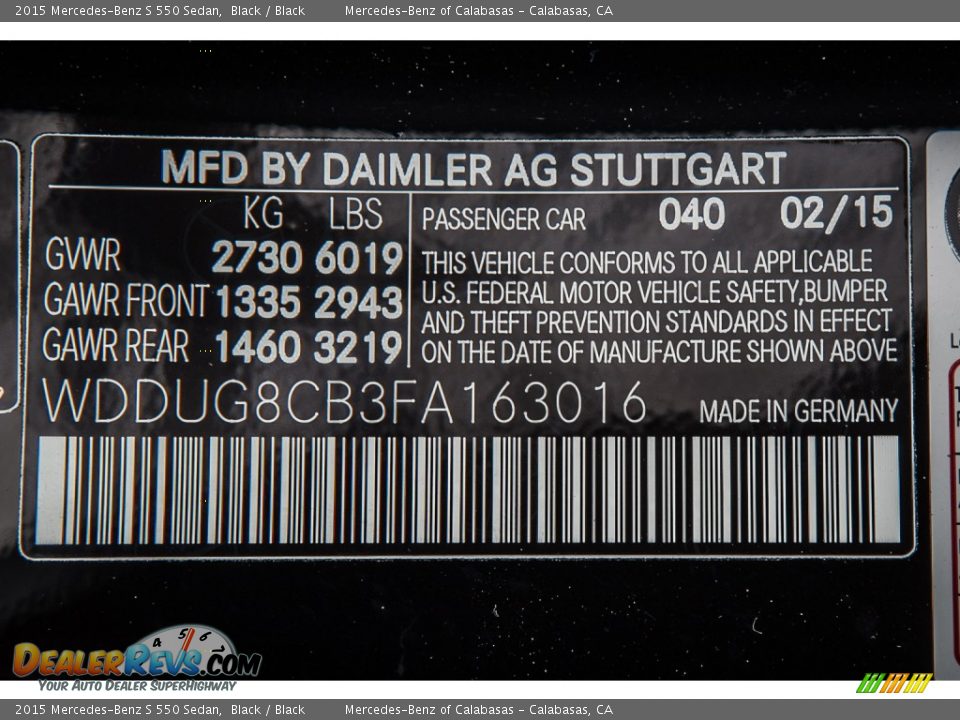 2015 Mercedes-Benz S 550 Sedan, Black / Black Mercedes-Benz of Calabasas - Calabasas, CA
MFD BY DAIMLER AG STUTTGART
KG LBS
GVWR 2730 6019
GAWR FRONT 1335 2943
GAWR REAR 1460 3219
PASSENGER CAR 040 02/15
THIS VEHICLE CONFORMS TO ALL APPLICABLE
U.S. FEDERAL MOTOR VEHICLE SAFETY,BUMPER
AND THEFT PREVENTION STANDARDS IN EFFECT
ON THE DATE OF MANUFACTURE SHOWN ABOVE
WDDUG8CB3FA163016 MADE IN GERMANY
4 5 6
DEALERREVS.COM
YOUR AUTO DEALER SUPERHIGHWAY
2015 Mercedes-Benz S 550 Sedan, Black / Black Mercedes-Benz of Calabasas - Calabasas, CA